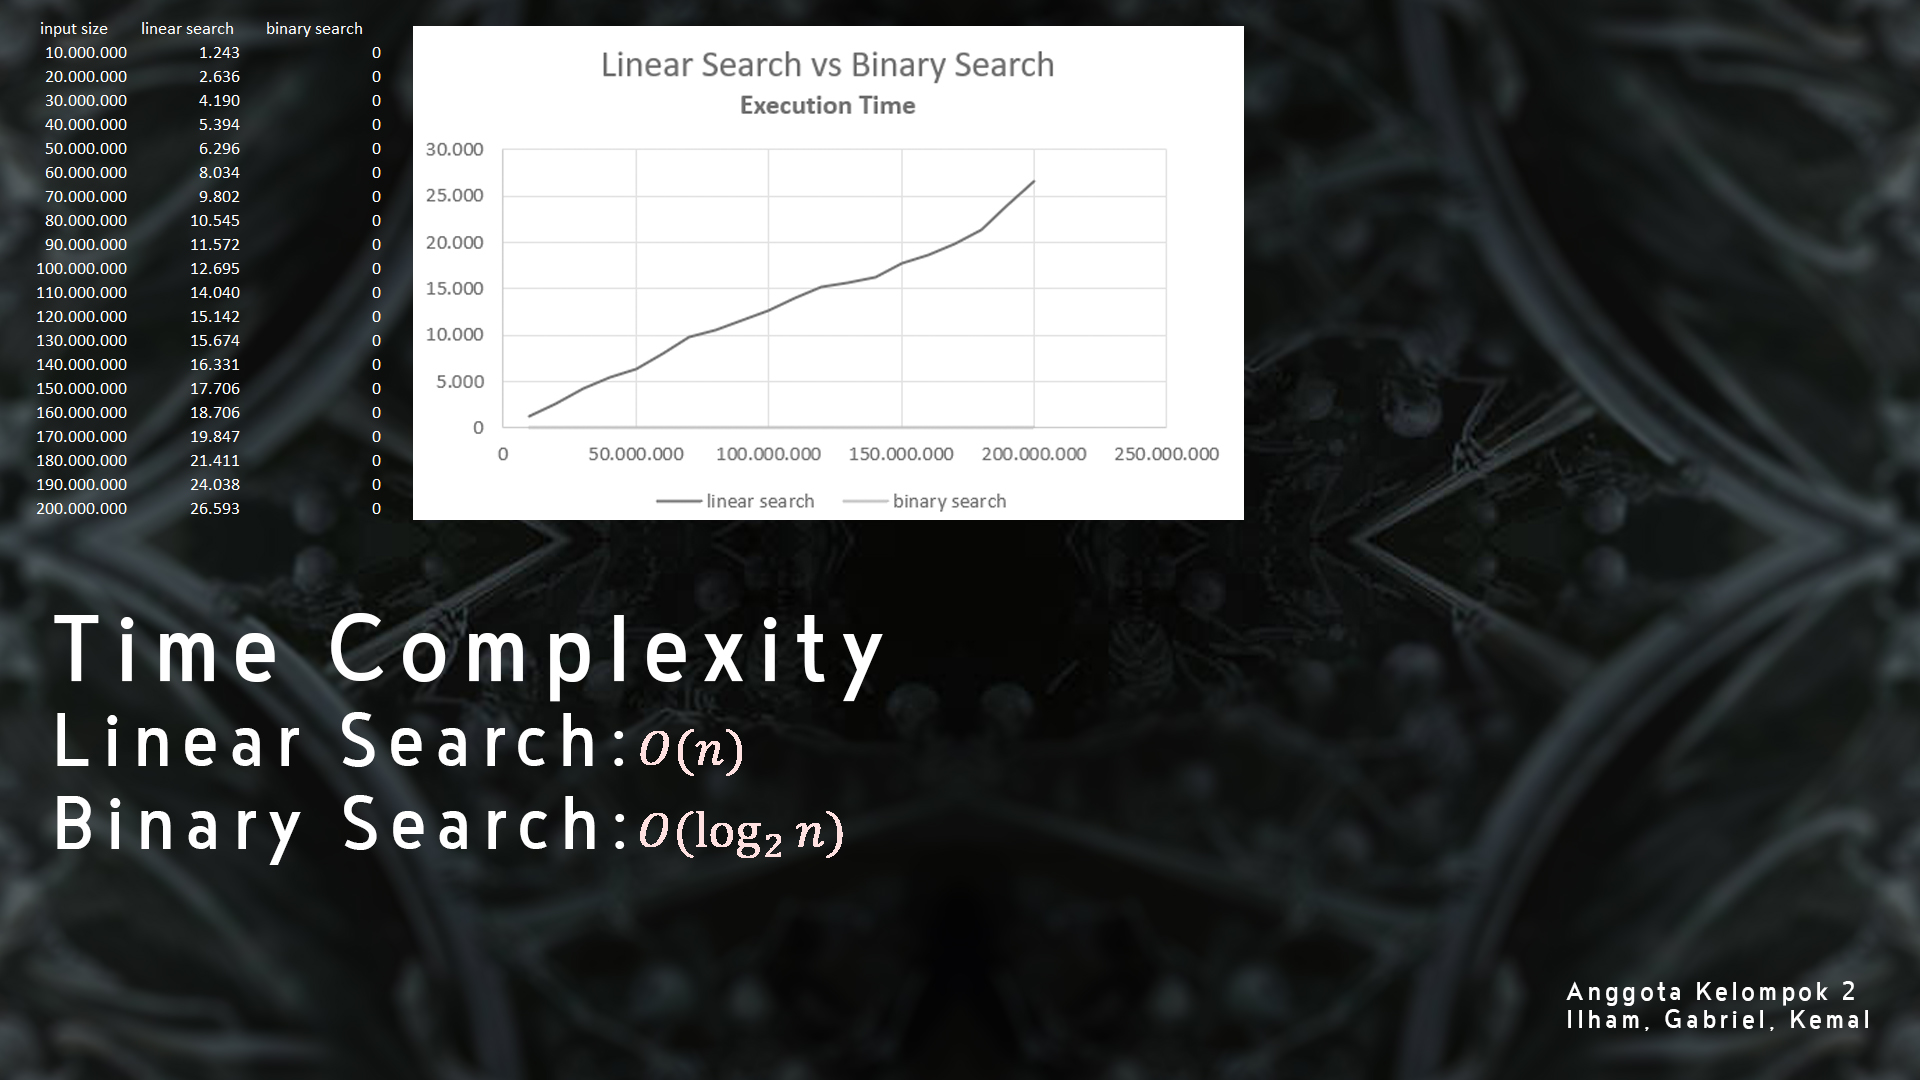 input size linear search binary search
10.000.000 1.243 0
20.000.000 2.636 0
30.000.000 4.190 0
40.000.000 5.394 0
50.000.000 6.296 0
60.000.000 8.034 0
70.000.000 9.802 0
80.000.000 10.545 0
90.000.000 11.572 0
100.000.000 12.695 0
110.000.000 14.040 0
120.000.000 15.142 0
130.000.000 15.674 0
140.000.000 16.331 0
150.000.000 17.706 0
160.000.000 18.706 0
170.000.000 19.847 0
180.000.000 21.411 0
190.000.000 24.038 0
200.000.000 26.593 0
Linear Search vs Binary Search
Execution Time
30.000
25.000
20.000
15.000
10.000
5.000
0
0 50.000.000 100.000.000 150.000.000 200.000.000 250.000.000
linear search binary search
Time Complexity
Linear Search: O(n)
Binary Search: O(log₂ n)
Anggota Kelompok 2
Ilham, Gabriel, Kemal